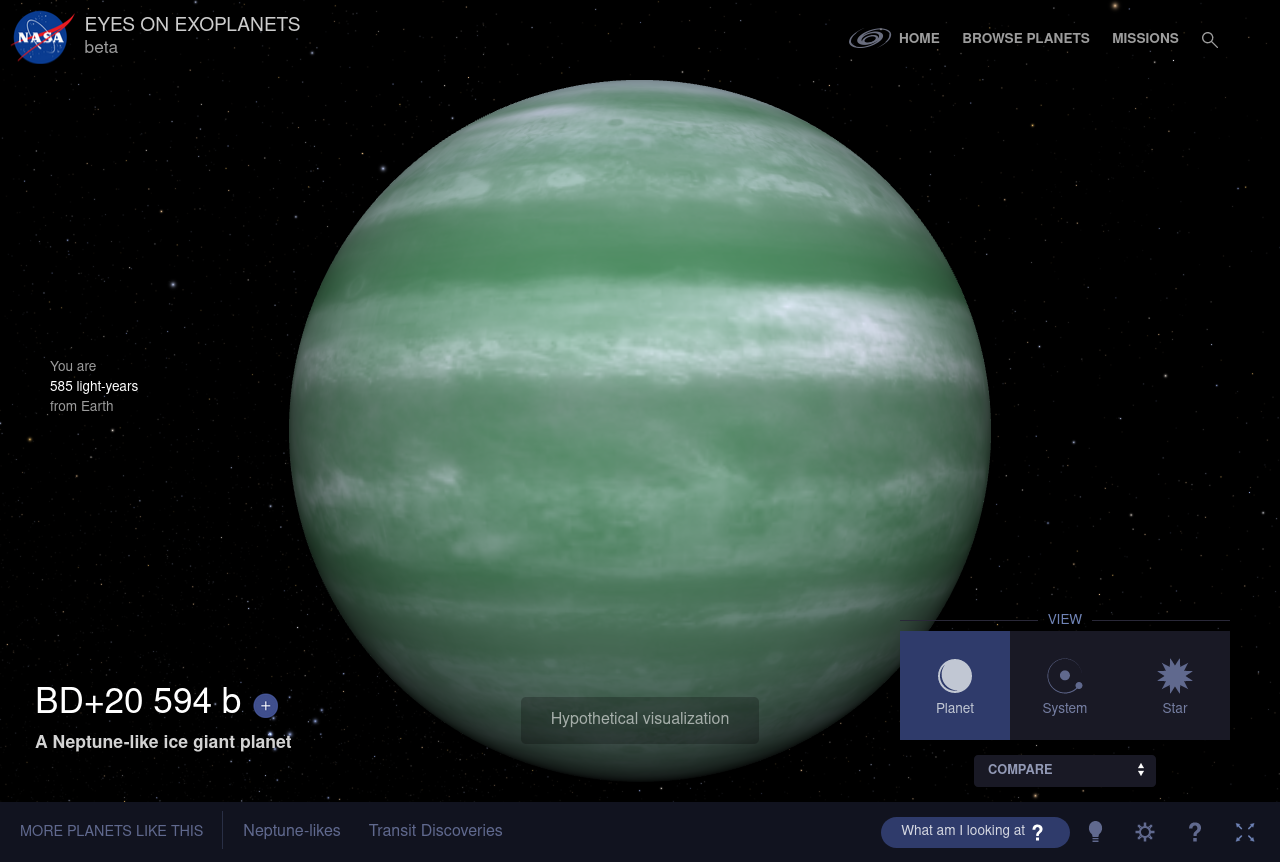 NASA
EYES ON EXOPLANETS
beta
HOME
BROWSE PLANETS
MISSIONS
You are
585 light-years
from Earth
VIEW
Planet
System
Star
BD+20 594 b +
A Neptune-like ice giant planet
Hypothetical visualization
COMPARE
MORE PLANETS LIKE THIS
Neptune-likes
Transit Discoveries
What am I looking at ?
?